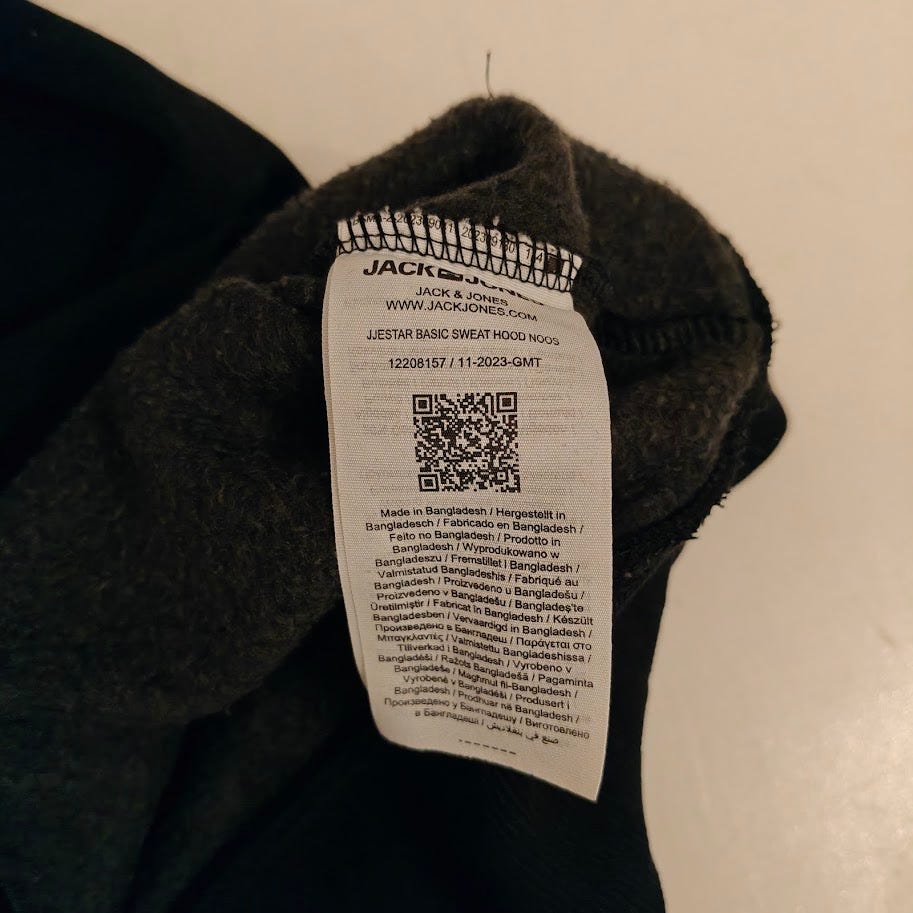 JACK & JONES
JACK & JONES
WWW.JACKJONES.COM
JJESTAR BASIC SWEAT HOOD NOOS
12208157 / 11-2023-GMT
Made in Bangladesh / Hergestellt in
Bangladesch / Fabricado en Bangladesh /
Feito no Bangladesh / Prodotto in
Bangladesh / Wyprodukowano w
Bangladeszu / Fremstillet i Bangladesh /
Valmistatud Bangladeshis / Fabriqué au
Bangladesh / Proizvedeno u Bangladešu /
Proizvedeno v Bangladešu / Bangladeş'te
Üretilmiştir / Fabricat în Bangladesh / Készült
Bangladesben / Vervaardigd in Bangladesh /
Произведено в Бангладеш / Παράγεται στο
Μπαγκλαντές / Valmistettu Bangladeshissa /
Tillverkad i Bangladesh / Vyrobeno v
Bangladéši / Ražots Bangladešā / Pagaminta
Bangladeše / Magħmul fil-Bangladesh /
Vyrobené v Bangladéši / Produsert i
Bangladesh / Prodhuar në Bangladesh /
Произведено у Бангладешу / Виготовлено
в Бангладеші / صنع في بنغلاديش